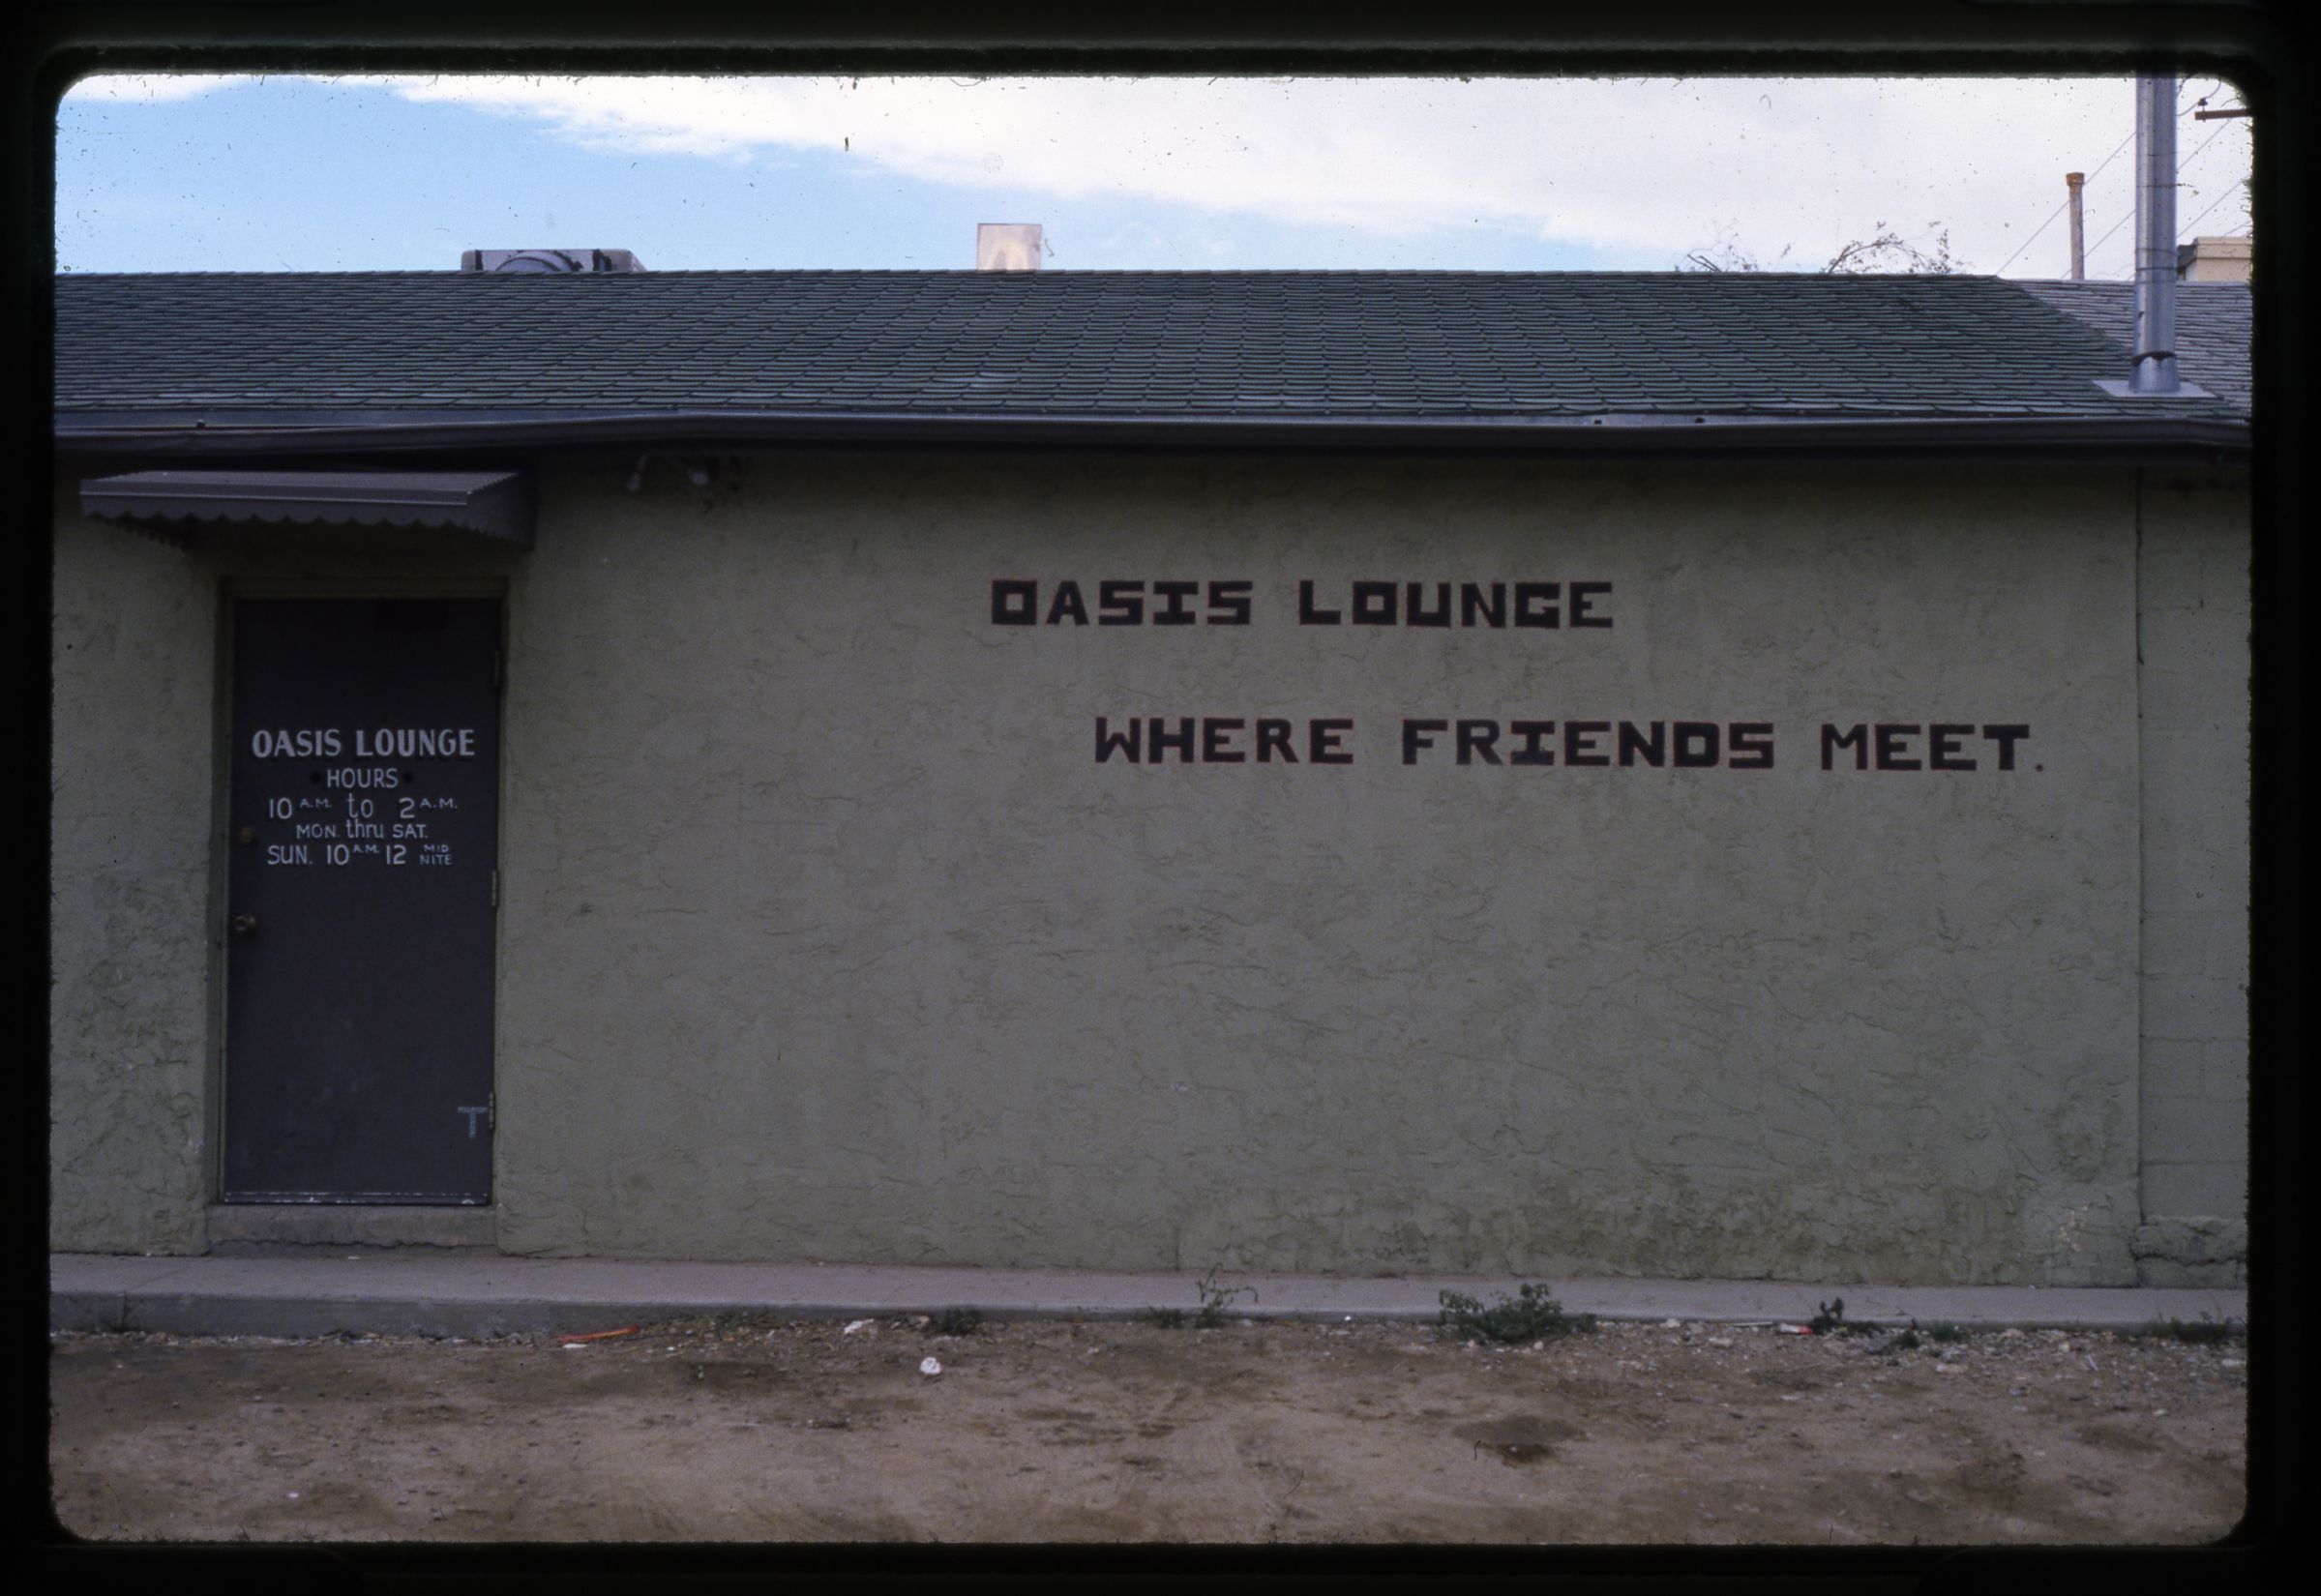 OASIS LOUNGE
WHERE FRIENDS MEET.
OASIS LOUNGE
HOURS
10 A.M. to 2 A.M.
MON. thru SAT.
SUN. 10 A.M. 12 MID NITE
T